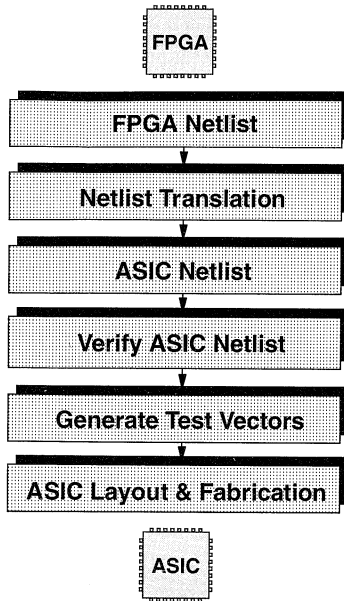 FPGA
FPGA Netlist
Netlist Translation
ASIC Netlist
Verify ASIC Netlist
Generate Test Vectors
ASIC Layout & Fabrication
ASIC